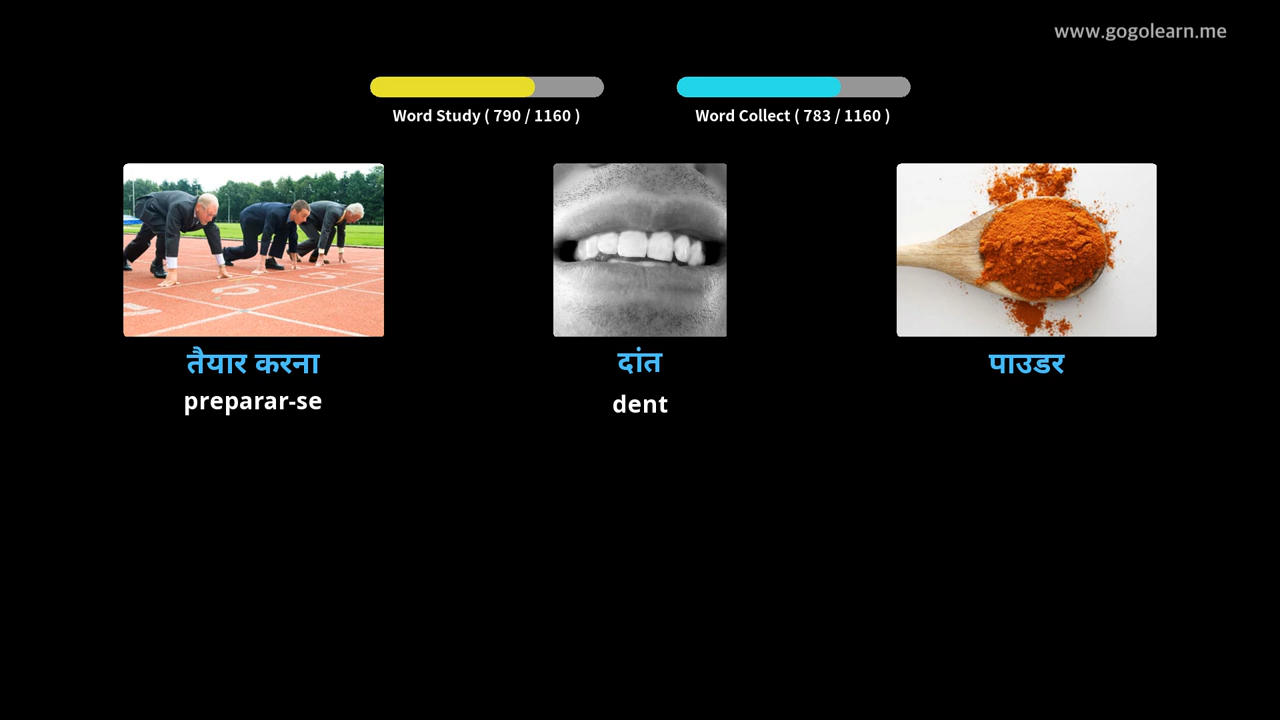 www.gogolearn.me
Word Study ( 790 / 1160 )
Word Collect ( 783 / 1160 )
तैयार करना
preparar-se
दांत
dent
पाउडर